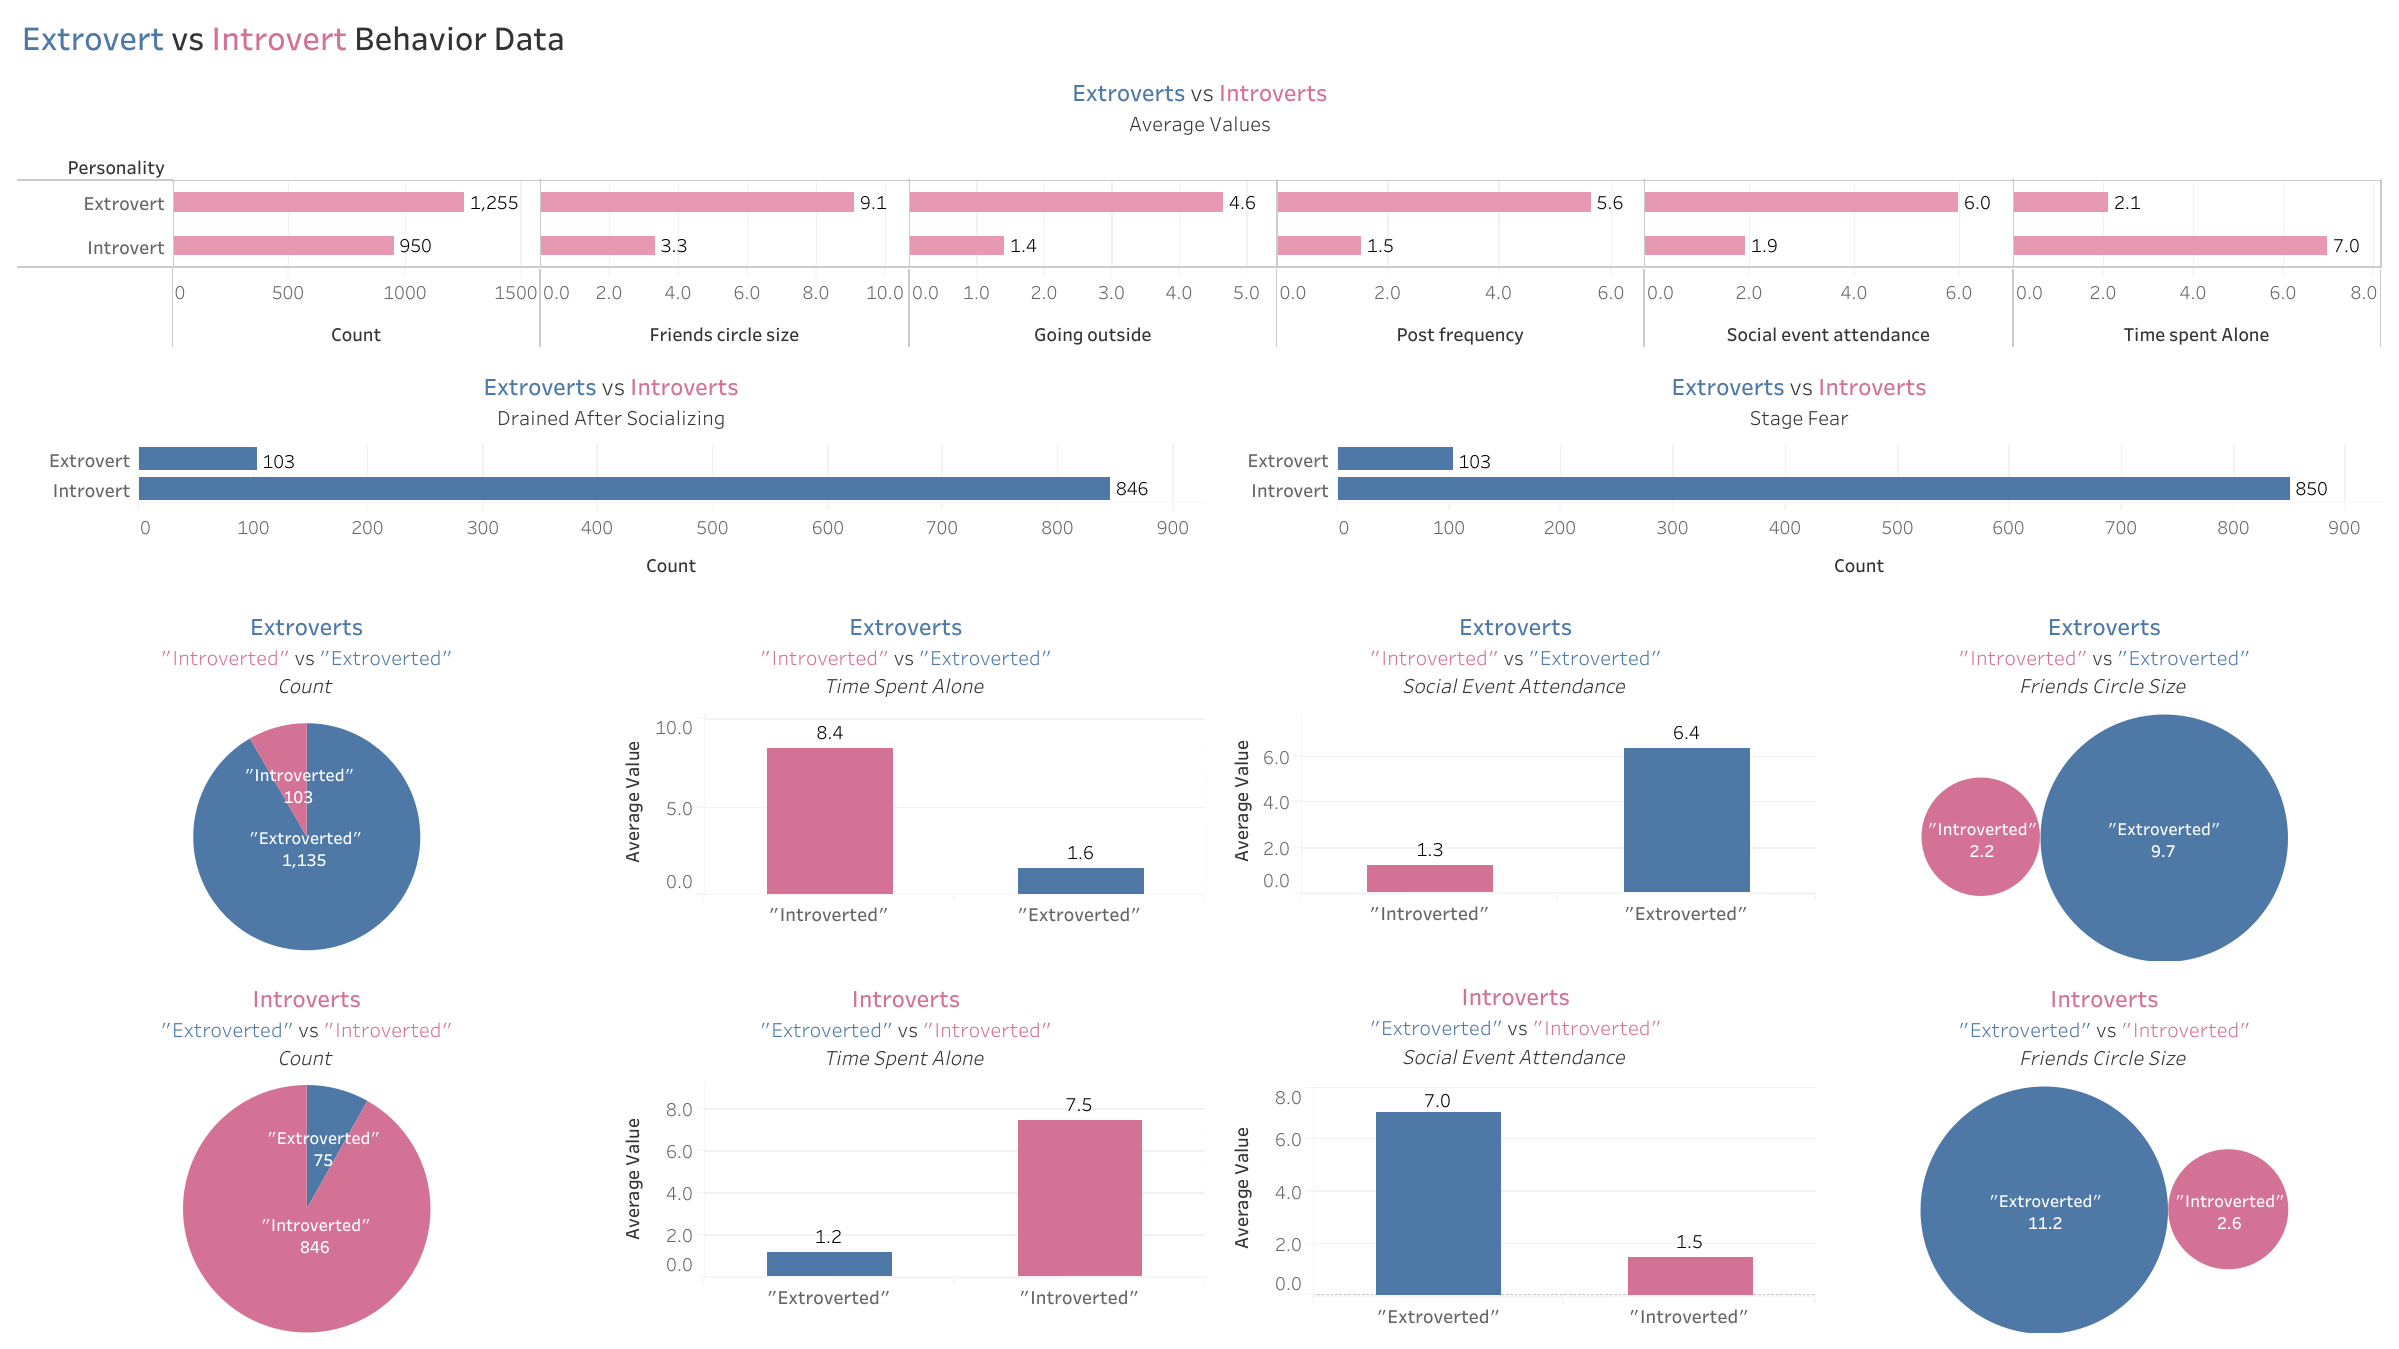 Extrovert vs Introvert Behavior Data
Extroverts vs Introverts
Average Values
Personality
Extrovert 1,255 9.1 4.6 5.6 6.0 2.1
Introvert 950 3.3 1.4 1.5 1.9 7.0
0 500 1000 1500 0.0 2.0 4.0 6.0 8.0 10.0 0.0 1.0 2.0 3.0 4.0 5.0 0.0 2.0 4.0 6.0 0.0 2.0 4.0 6.0 0.0 2.0 4.0 6.0 8.0
Count Friends circle size Going outside Post frequency Social event attendance Time spent Alone
Extroverts vs Introverts
Drained After Socializing
Extrovert 103
Introvert 846
0 100 200 300 400 500 600 700 800 900
Count
Extroverts vs Introverts
Stage Fear
Extrovert 103
Introvert 850
0 100 200 300 400 500 600 700 800 900
Count
Extroverts
"Introverted" vs "Extroverted"
Count
"Introverted"
103
"Extroverted"
1,135
Extroverts
"Introverted" vs "Extroverted"
Time Spent Alone
Average Value
10.0
5.0
0.0
8.4
1.6
"Introverted" "Extroverted"
Extroverts
"Introverted" vs "Extroverted"
Social Event Attendance
Average Value
6.0
4.0
2.0
0.0
1.3
6.4
"Introverted" "Extroverted"
Extroverts
"Introverted" vs "Extroverted"
Friends Circle Size
"Introverted"
2.2
"Extroverted"
9.7
Introverts
"Extroverted" vs "Introverted"
Count
"Extroverted"
75
"Introverted"
846
Introverts
"Extroverted" vs "Introverted"
Time Spent Alone
Average Value
8.0
6.0
4.0
2.0
0.0
1.2
7.5
"Extroverted" "Introverted"
Introverts
"Extroverted" vs "Introverted"
Social Event Attendance
Average Value
8.0
6.0
4.0
2.0
0.0
7.0
1.5
"Extroverted" "Introverted"
Introverts
"Extroverted" vs "Introverted"
Friends Circle Size
"Extroverted"
11.2
"Introverted"
2.6